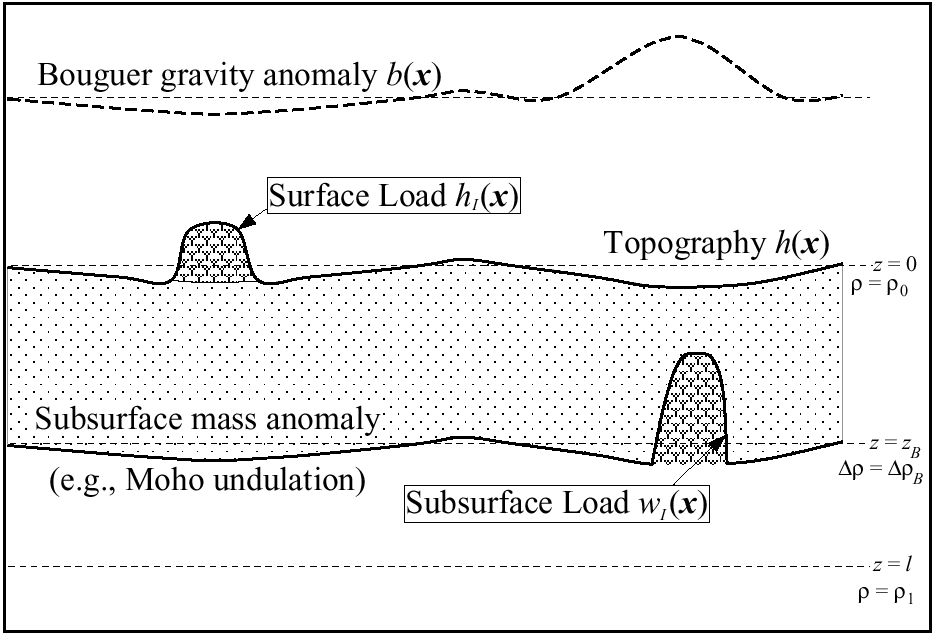 Bouguer gravity anomaly b(x)
Surface Load h_I(x)
Topography h(x)
z = 0
ρ = ρ_0
Subsurface mass anomaly
(e.g., Moho undulation)
z = z_B
Δρ = Δρ_B
Subsurface Load w_I(x)
z = l
ρ = ρ_1